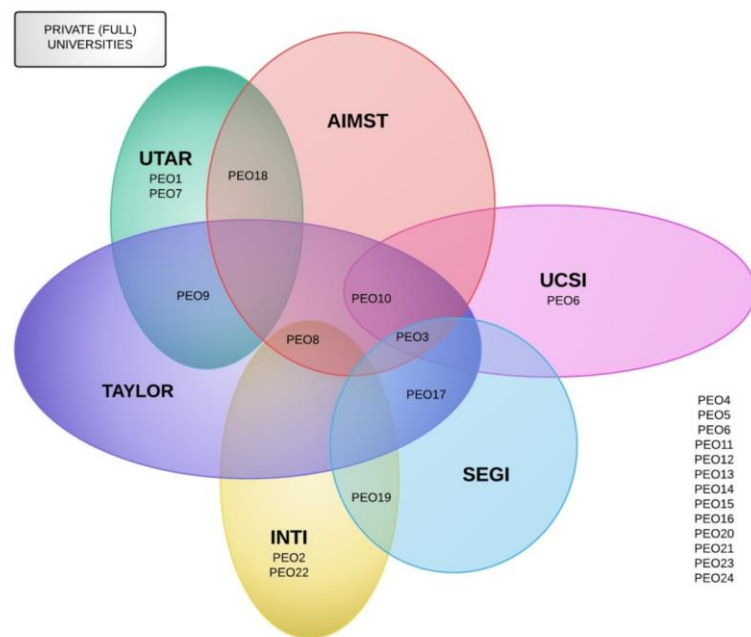 PRIVATE (FULL)
UNIVERSITIES
AIMST
UTAR
PEO1
PEO7
PEO18
UCSI
PEO6
PEO9
PEO10
PEO8
PEO3
TAYLOR
PEO17
SEGI
PEO19
INTI
PEO2
PEO22
PEO4
PEO5
PEO6
PEO11
PEO12
PEO13
PEO14
PEO15
PEO16
PEO20
PEO21
PEO23
PEO24